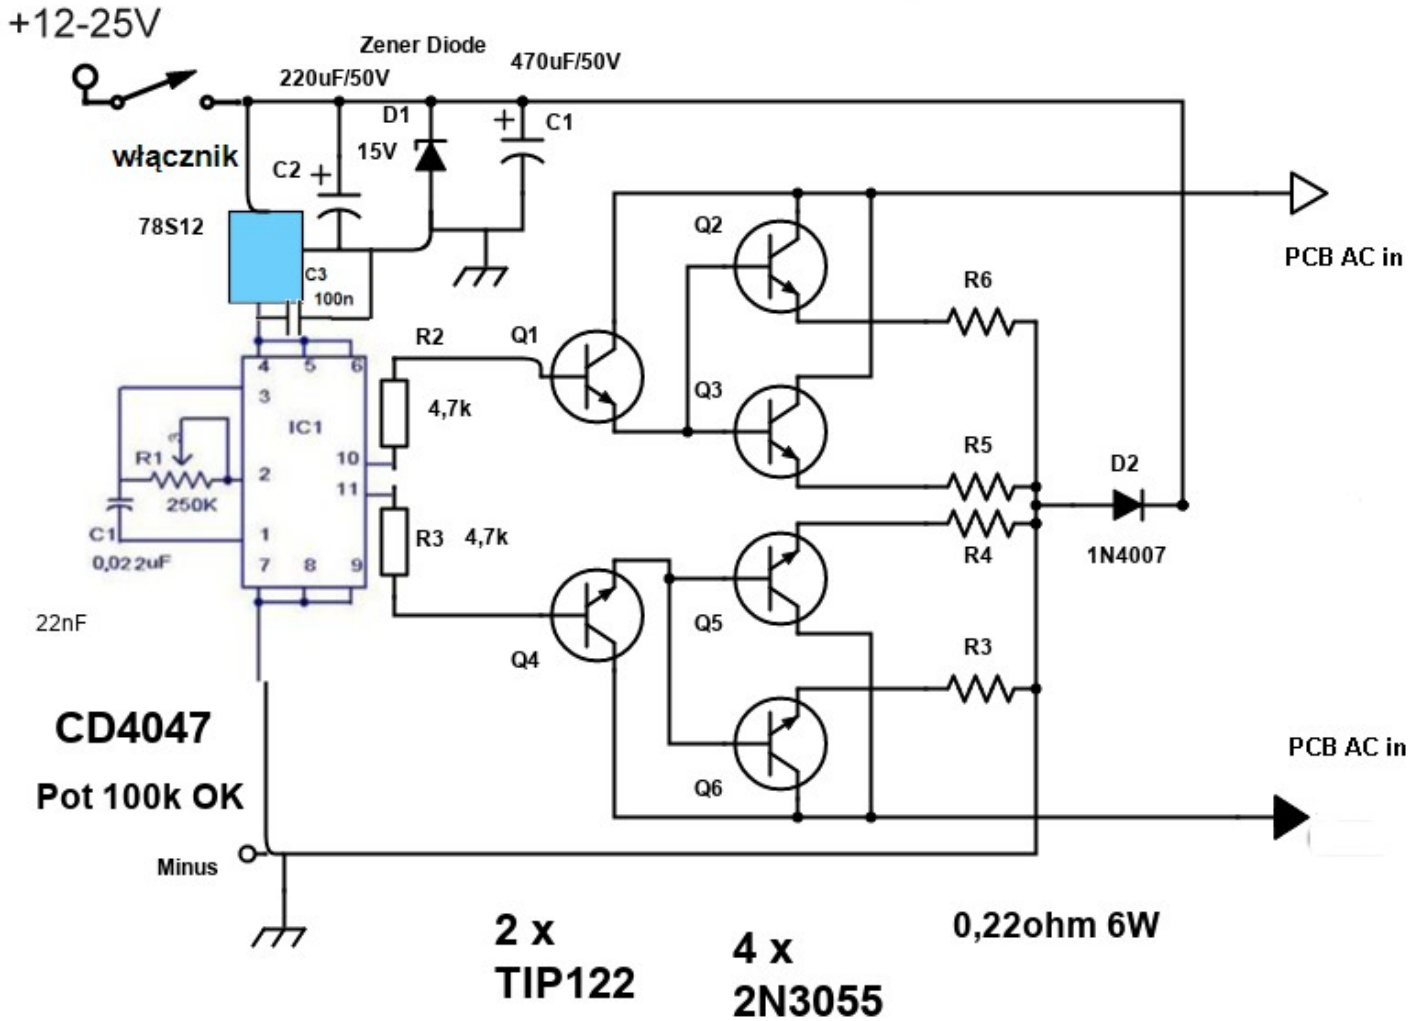 +12-25V
Zener Diode
470uF/50V
220uF/50V
D1
C1
15V
włącznik
C2
78S12
C3
100n
Q2
PCB AC in
R6
R2
Q1
4
5
6
3
Q3
4,7k
IC1
3
R1
10
R5
D2
2
11
250K
C1
1
R3
4,7k
R4
1N4007
0,022uF
7
8
9
22nF
Q5
Q4
R3
CD4047
PCB AC in
Pot 100k OK
Q6
Minus
2 x
TIP122
4 x
2N3055
0,22ohm 6W